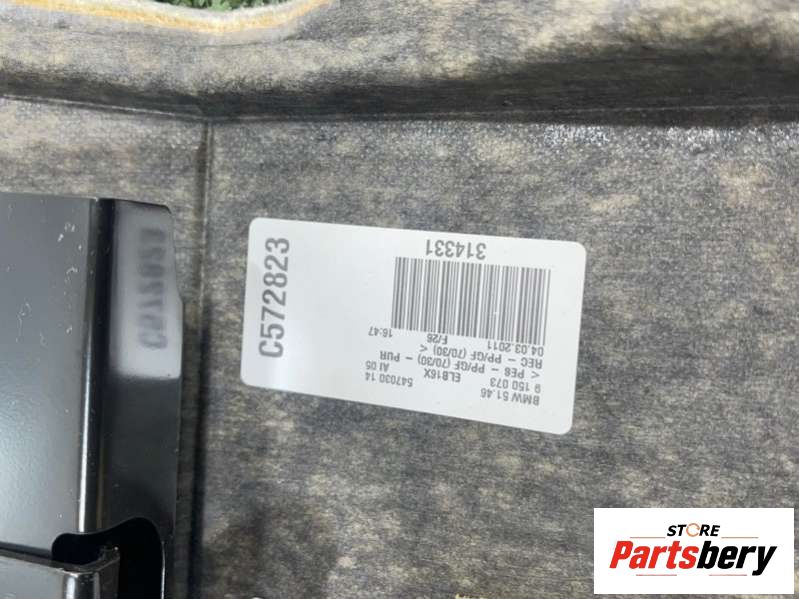 BMW 51.46
9 150 073
ELB16X
547030 14
AI 05
< PE8 - PP/GF (70/30) - PUR
REC - PP/GF (70/30) <
04.03.2011
F/26
16:47
314331
C572823
C572823
STORE
Partsbery